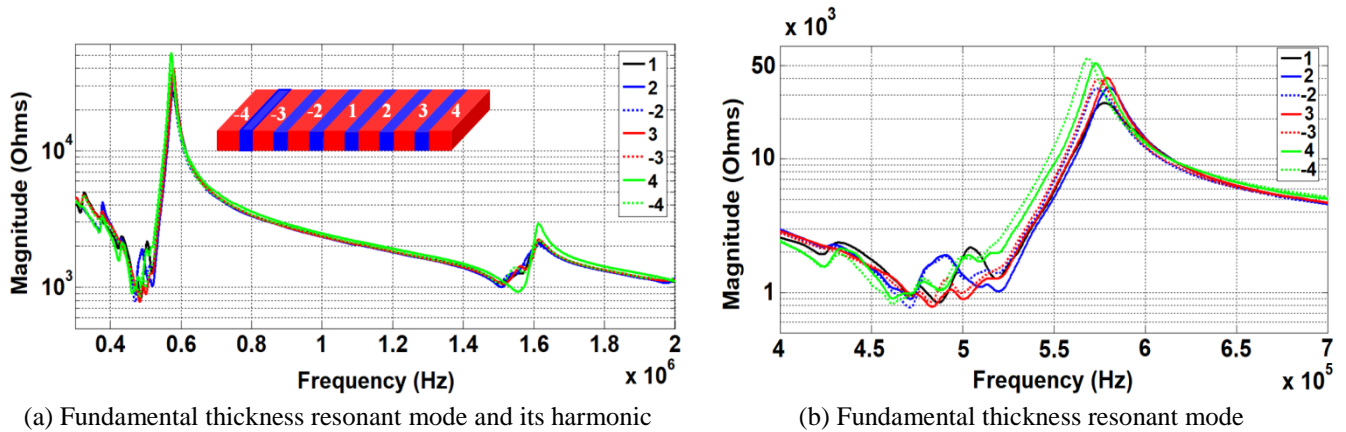 Magnitude (Ohms)
10^4
10^3
-4 -3 -2 1 2 3 4
1
2
-2
3
-3
4
-4
0.4 0.6 0.8 1 1.2 1.4 1.6 1.8 2
Frequency (Hz)
x 10^6
(a) Fundamental thickness resonant mode and its harmonic
x 10^3
Magnitude (Ohms)
50
10
1
1
2
-2
3
-3
4
-4
4 4.5 5 5.5 6 6.5 7
Frequency (Hz)
x 10^5
(b) Fundamental thickness resonant mode